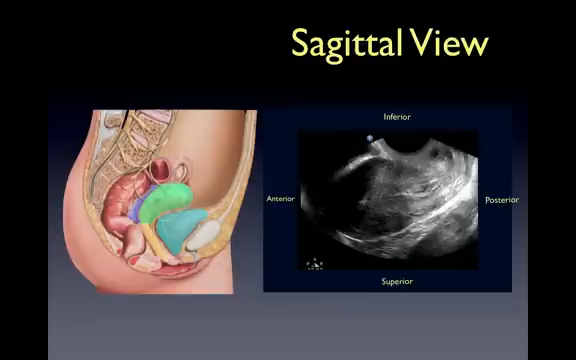 Sagittal View
Inferior
Anterior
Posterior
Superior